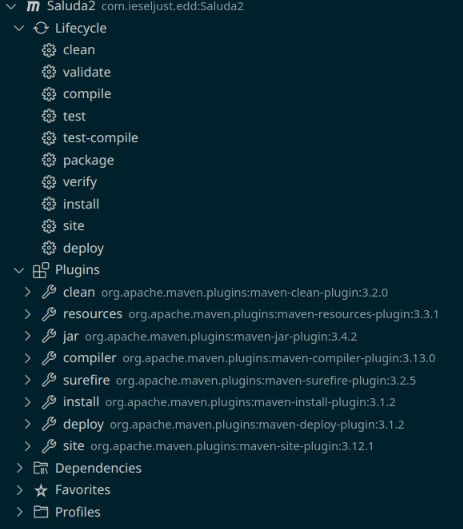 Saluda2 com.ieseljust.edd:Saluda2
Lifecycle
clean
validate
compile
test
test-compile
package
verify
install
site
deploy
Plugins
clean org.apache.maven.plugins:maven-clean-plugin:3.2.0
resources org.apache.maven.plugins:maven-resources-plugin:3.3.1
jar org.apache.maven.plugins:maven-jar-plugin:3.4.2
compiler org.apache.maven.plugins:maven-compiler-plugin:3.13.0
surefire org.apache.maven.plugins:maven-surefire-plugin:3.2.5
install org.apache.maven.plugins:maven-install-plugin:3.1.2
deploy org.apache.maven.plugins:maven-deploy-plugin:3.1.2
site org.apache.maven.plugins:maven-site-plugin:3.12.1
Dependencies
Favorites
Profiles